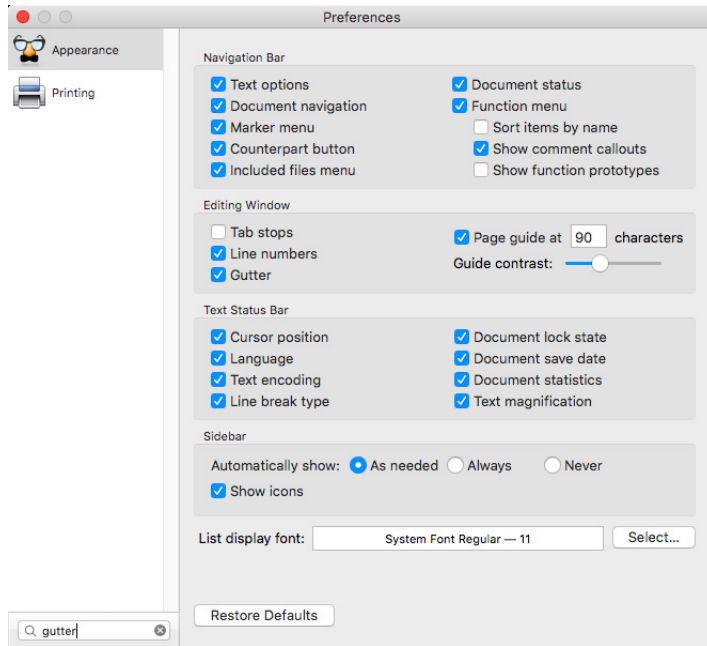 Preferences
Appearance
Printing
Navigation Bar
Text options
Document navigation
Marker menu
Counterpart button
Included files menu
Document status
Function menu
Sort items by name
Show comment callouts
Show function prototypes
Editing Window
Tab stops
Line numbers
Gutter
Page guide at 90 characters
Guide contrast:
Text Status Bar
Cursor position
Language
Text encoding
Line break type
Document lock state
Document save date
Document statistics
Text magnification
Sidebar
Automatically show: As needed Always Never
Show icons
List display font: System Font Regular — 11 Select...
Restore Defaults
gutter